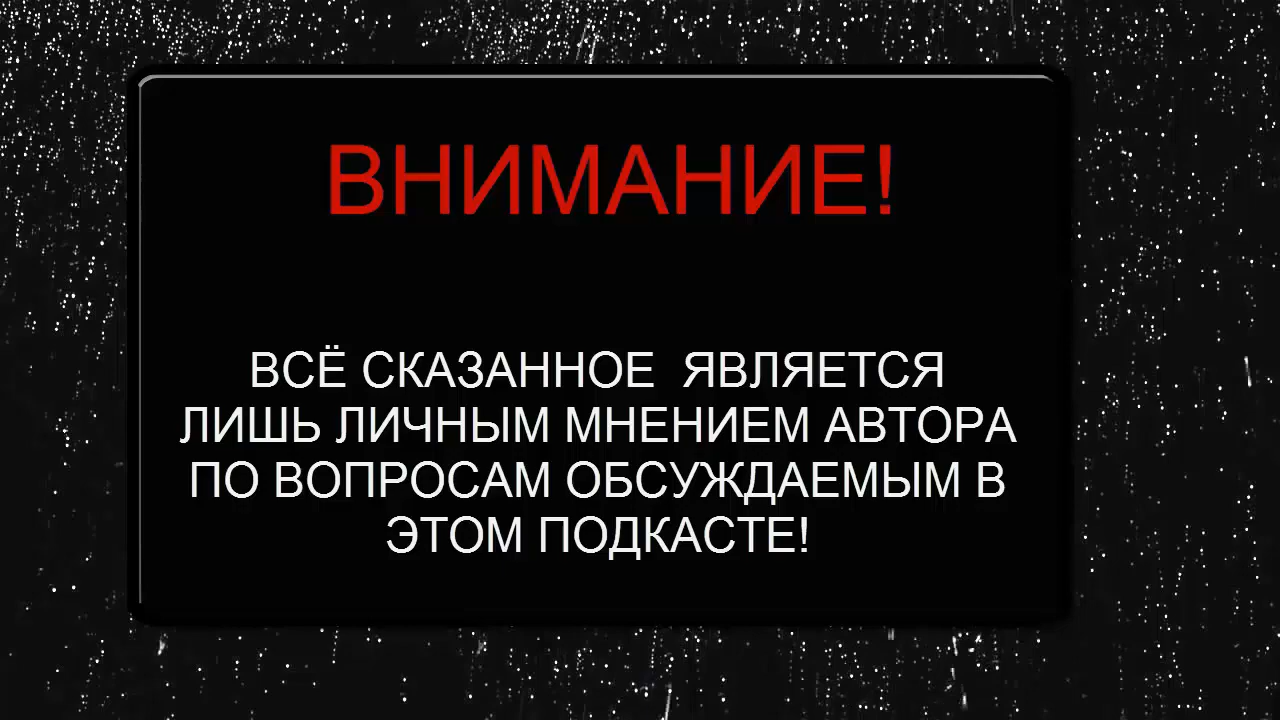 ВНИМАНИЕ!
ВСЁ СКАЗАННОЕ ЯВЛЯЕТСЯ
ЛИШЬ ЛИЧНЫМ МНЕНИЕМ АВТОРА
ПО ВОПРОСАМ ОБСУЖДАЕМЫМ В
ЭТОМ ПОДКАСТЕ!